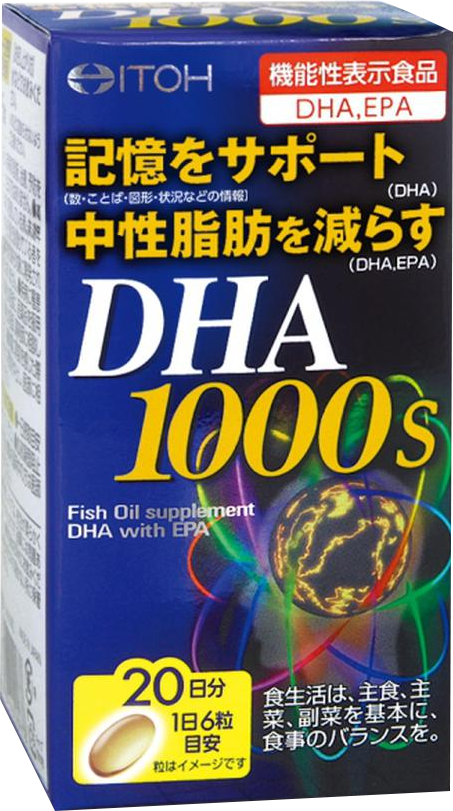 ITOH
機能性表示食品
DHA,EPA
記憶をサポート
(数・ことば・図形・状況などの情報)
(DHA)
中性脂肪を減らす
(DHA,EPA)
DHA
1000s
Fish Oil supplement
DHA with EPA
20日分
1日6粒
目安
粒はイメージです
食生活は、主食、主
菜、副菜を基本に、
食事のバランスを。